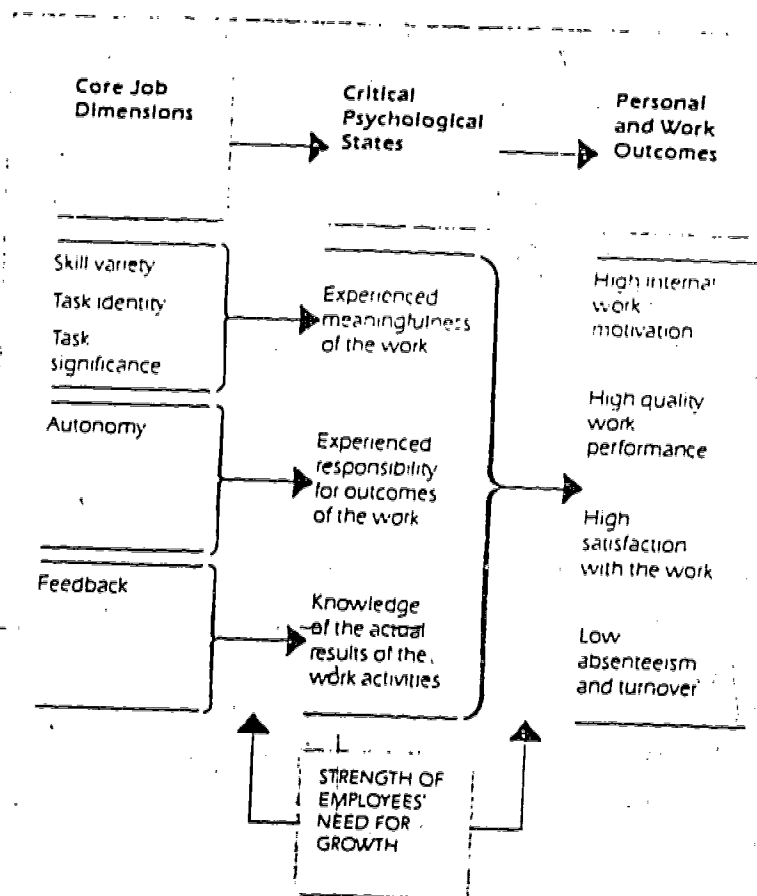 Core Job
Dimensions
Critical
Psychological
States
Personal
and Work
Outcomes
Skill variety
Task identity
Task
significance
Experienced
meaningfulness
of the work
Autonomy
Experienced
responsibility
for outcomes
of the work
Feedback
Knowledge
of the actual
results of the
work activities
High internal
work
motivation
High quality
work
performance
High
satisfaction
with the work
Low
absenteeism
and turnover
STRENGTH OF
EMPLOYEES'
NEED FOR
GROWTH